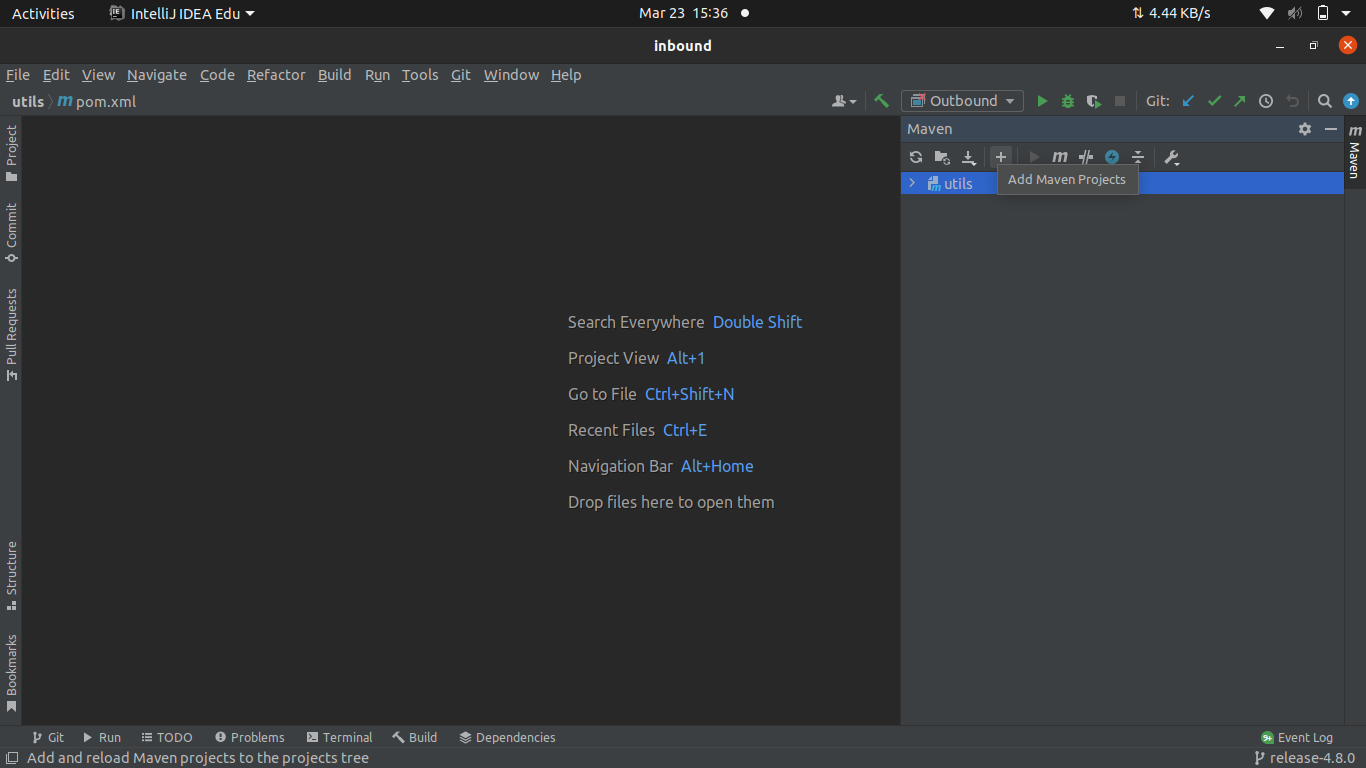 Activities IntelliJ IDEA Edu Mar 23 15:36 4.44 KB/s
inbound
File Edit View Navigate Code Refactor Build Run Tools Git Window Help
utils pom.xml Outbound Git:
Maven
Add Maven Projects
utils
Project
Commit
Pull Requests
Structure
Bookmarks
Maven
Search Everywhere Double Shift
Project View Alt+1
Go to File Ctrl+Shift+N
Recent Files Ctrl+E
Navigation Bar Alt+Home
Drop files here to open them
Git Run TODO Problems Terminal Build Dependencies 9+ Event Log
Add and reload Maven projects to the projects tree release-4.8.0